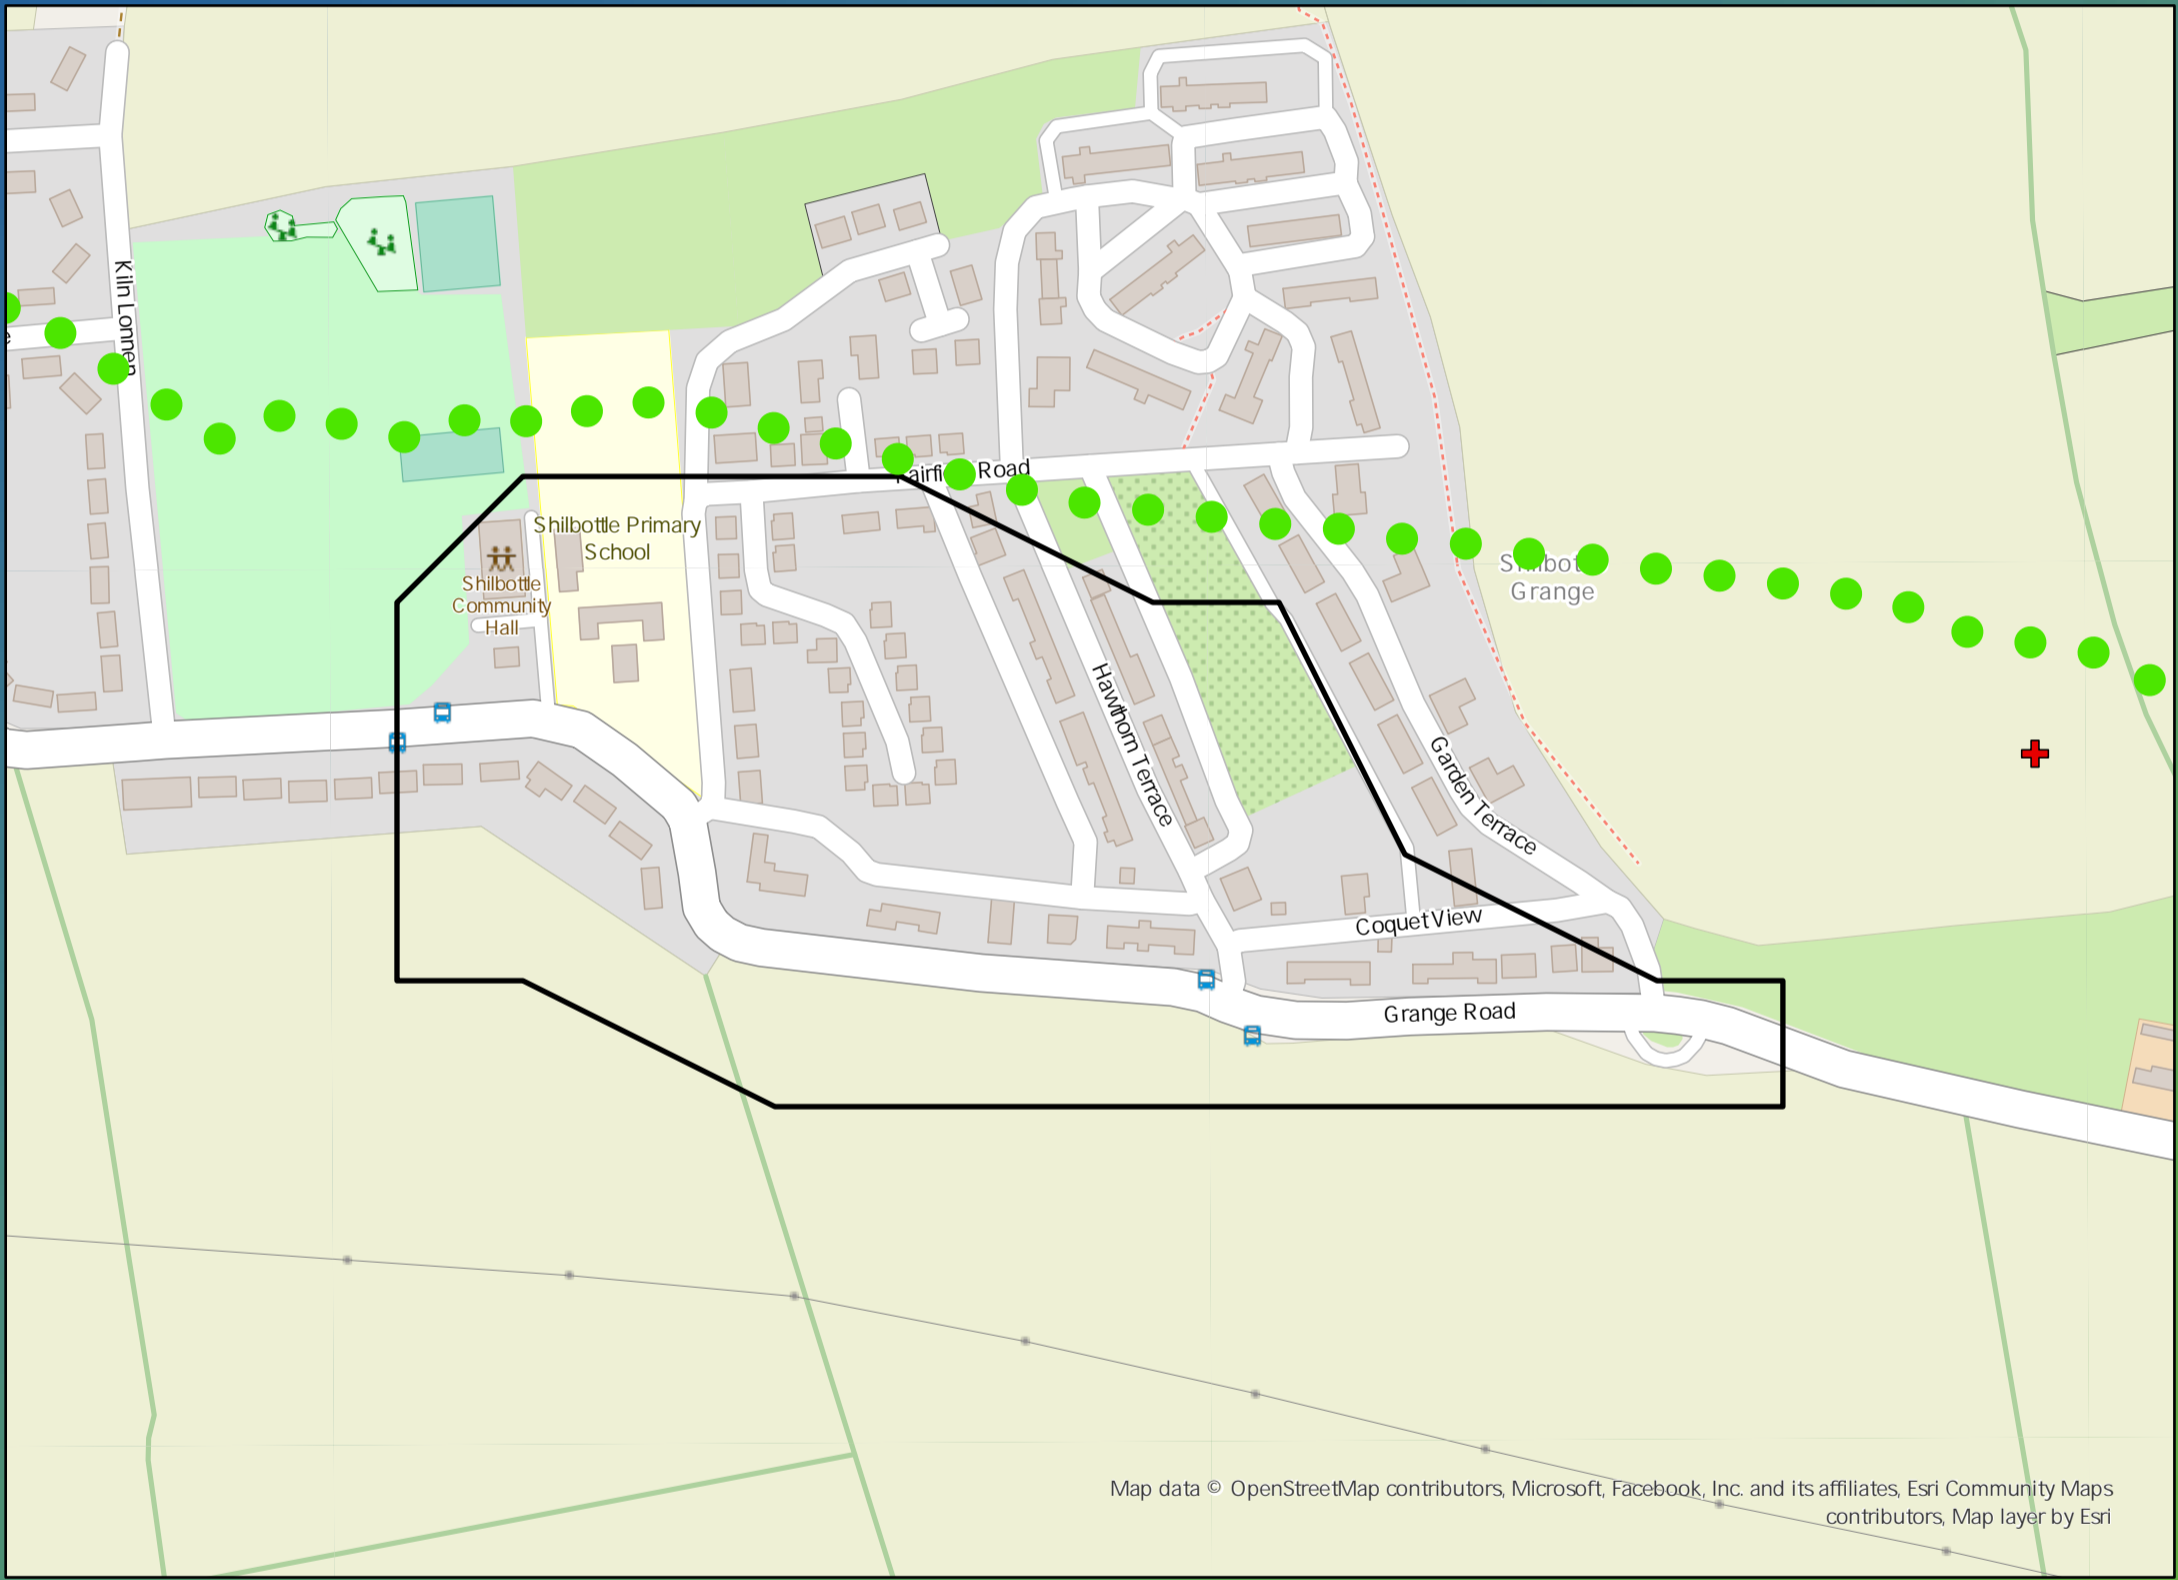 Kiln Lonnen
Road
Shilbottle Primary
School
Shilbottle
Community
Hall
Grange
Hawthorn Terrace
Garden Terrace
Coquet View
Grange Road
Map data © OpenStreetMap contributors, Microsoft, Facebook, Inc. and its affiliates, Esri Community Maps
contributors, Map layer by Esri